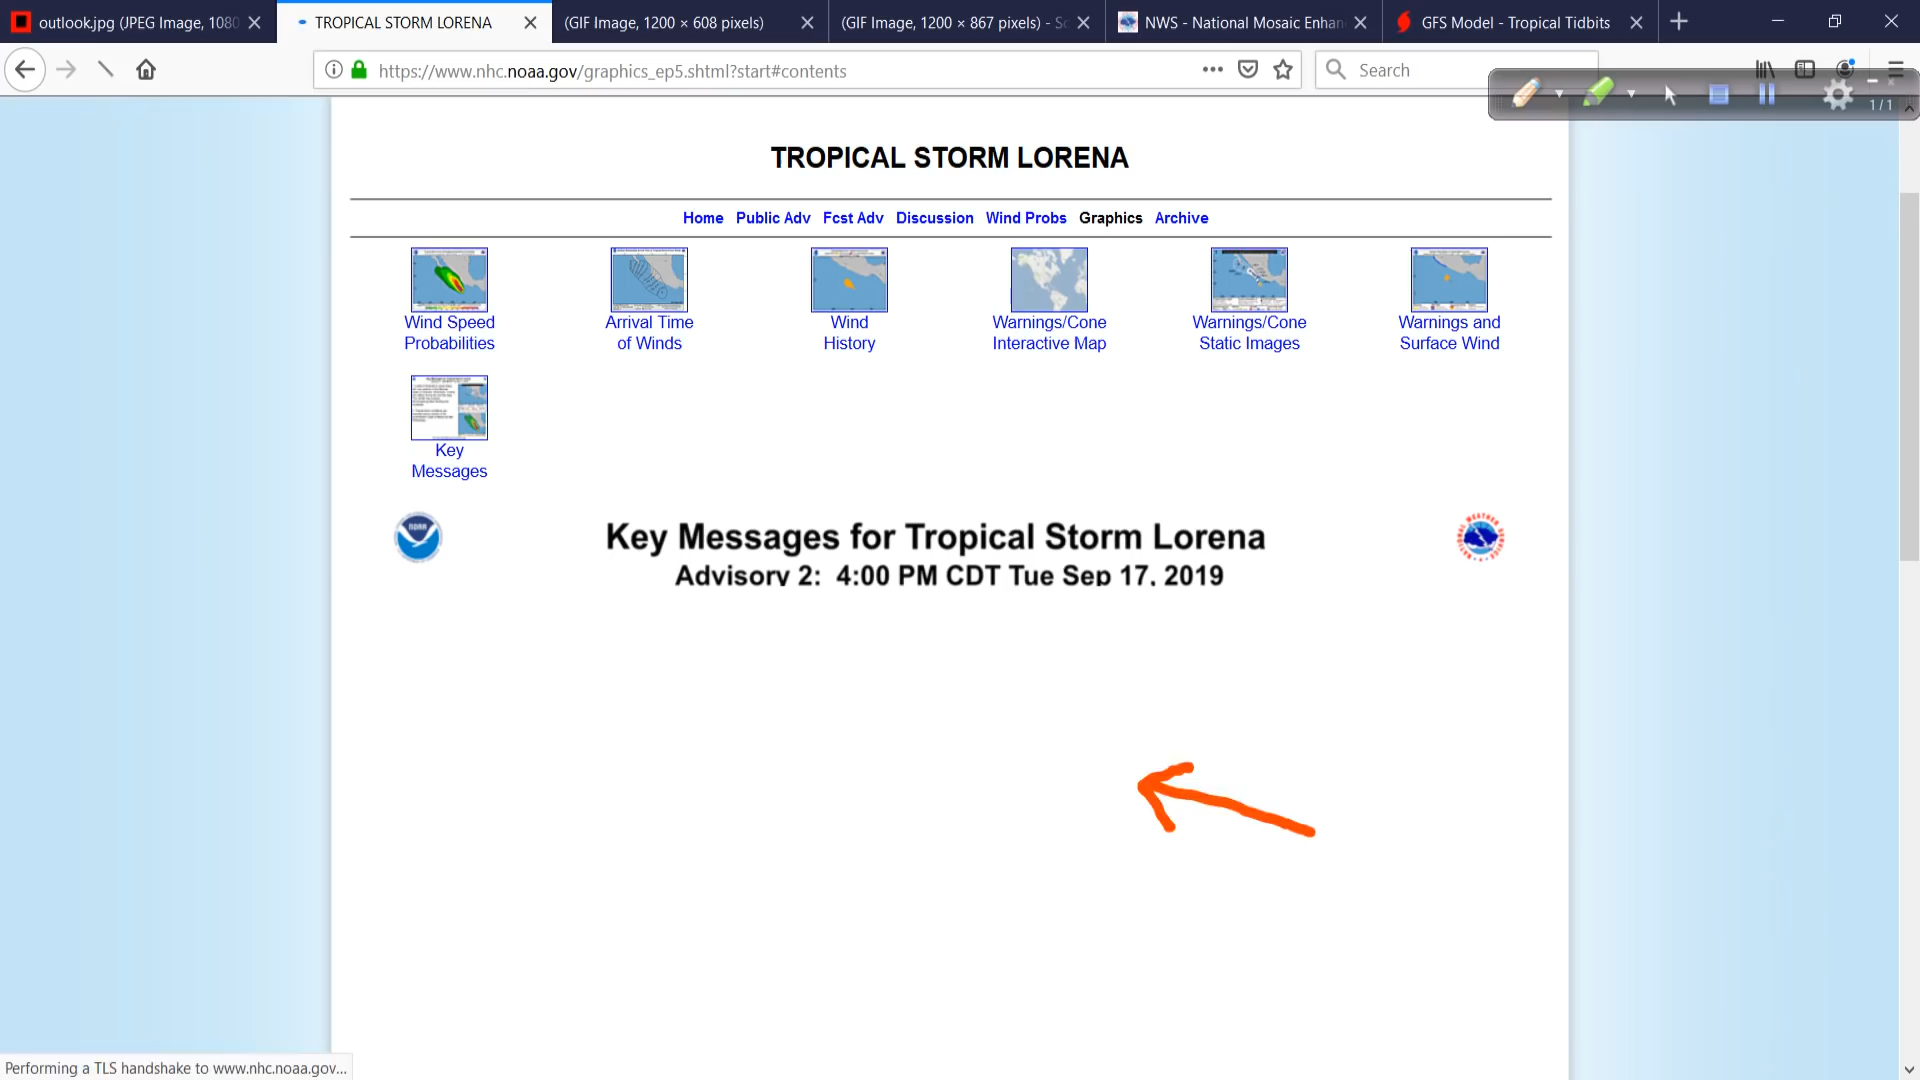 outlook.jpg (JPEG Image, 1080
TROPICAL STORM LORENA
(GIF Image, 1200 × 608 pixels)
(GIF Image, 1200 × 867 pixels) - Sc
NWS - National Mosaic Enhan
GFS Model - Tropical Tidbits
https://www.nhc.noaa.gov/graphics_ep5.shtml?start#contents
Search
1/1
TROPICAL STORM LORENA
Home Public Adv Fcst Adv Discussion Wind Probs Graphics Archive
Wind Speed
Probabilities
Arrival Time
of Winds
Wind
History
Warnings/Cone
Interactive Map
Warnings/Cone
Static Images
Warnings and
Surface Wind
Key
Messages
NOAA
Key Messages for Tropical Storm Lorena
Advisory 2: 4:00 PM CDT Tue Sep 17, 2019
Performing a TLS handshake to www.nhc.noaa.gov...